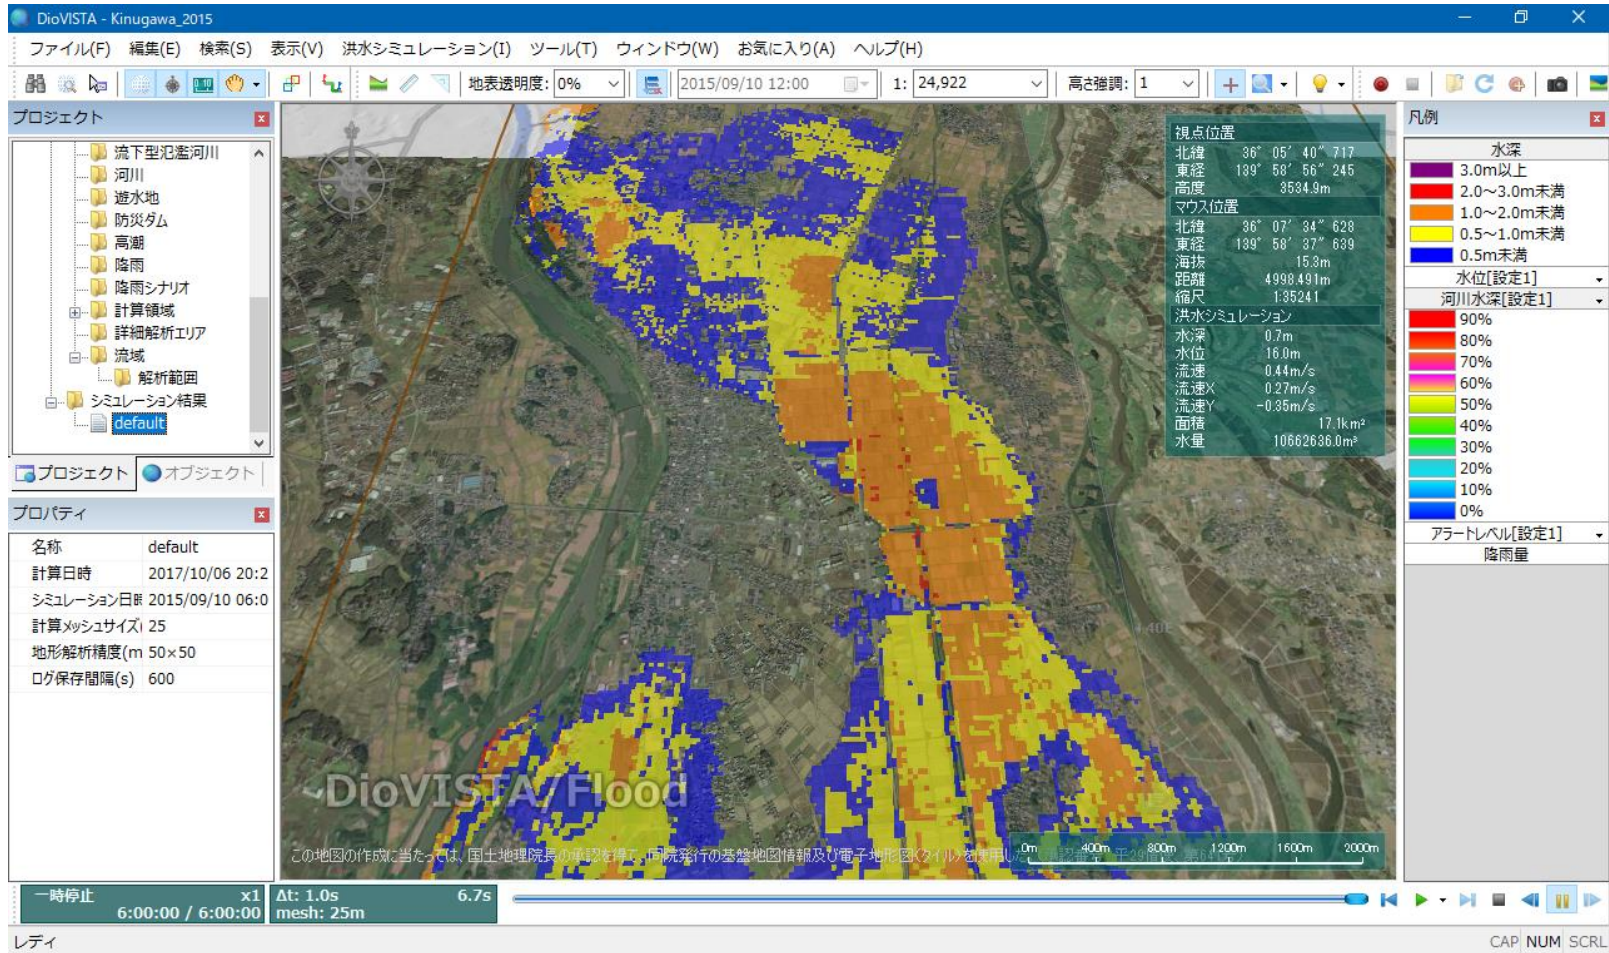 DioVISTA - Kinugawa_2015
ファイル(F) 編集(E) 検索(S) 表示(V) 洪水シミュレーション(I) ツール(T) ウィンドウ(W) お気に入り(A) ヘルプ(H)
地表透明度: 0% 2015/09/10 12:00 1: 24,922 高さ強調: 1
プロジェクト
流下型氾濫河川
河川
遊水地
防災ダム
高潮
降雨
降雨シナリオ
計算領域
詳細解析エリア
流域
解析範囲
シミュレーション結果
default
プロジェクト オブジェクト
プロパティ
名称 default
計算日時 2017/10/06 20:2
シミュレーション日時 2015/09/10 06:0
計算メッシュサイズ( 25
地形解析精度(m 50×50
ログ保存間隔(s) 600
視点位置
北緯 36° 05′ 40″ 717
東経 139° 58′ 56″ 245
高度 3534.9m
マウス位置
北緯 36° 07′ 34″ 628
東経 139° 58′ 37″ 639
海抜 15.3m
距離 4998.491m
縮尺 1:35241
洪水シミュレーション
水深 0.7m
水位 16.0m
流速 0.44m/s
流速X 0.27m/s
流速Y -0.35m/s
面積 17.1km²
水量 10662636.0m³
DioVISTA/Flood
この地図の作成に当たっては、国土地理院長の承認を得て、同院発行の基盤地図情報及び電子地形図(タイル)を使用し
0m 400m 800m 1200m 1600m 2000m
凡例
水深
3.0m以上
2.0～3.0m未満
1.0～2.0m未満
0.5～1.0m未満
0.5m未満
水位[設定1]
河川水深[設定1]
90%
80%
70%
60%
50%
40%
30%
20%
10%
0%
アラートレベル[設定1]
降雨量
一時停止 x1
6:00:00 / 6:00:00
Δt: 1.0s 6.7s
mesh: 25m
レディ
CAP NUM SCRL